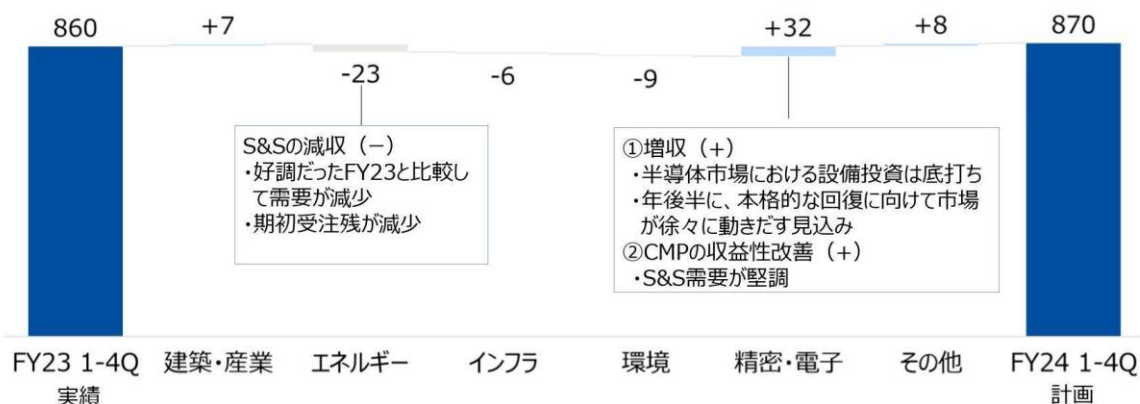 860
+7
-23
-6
-9
+32
+8
870
S&Sの減収（－）
・好調だったFY23と比較し
て需要が減少
・期初受注残が減少
①増収（+）
・半導体市場における設備投資は底打ち
・年後半に、本格的な回復に向けて市場
が徐々に動きだす見込み
②CMPの収益性改善（+）
・S&S需要が堅調
FY23 1-4Q
実績
建築・産業
エネルギー
インフラ
環境
精密・電子
その他
FY24 1-4Q
計画